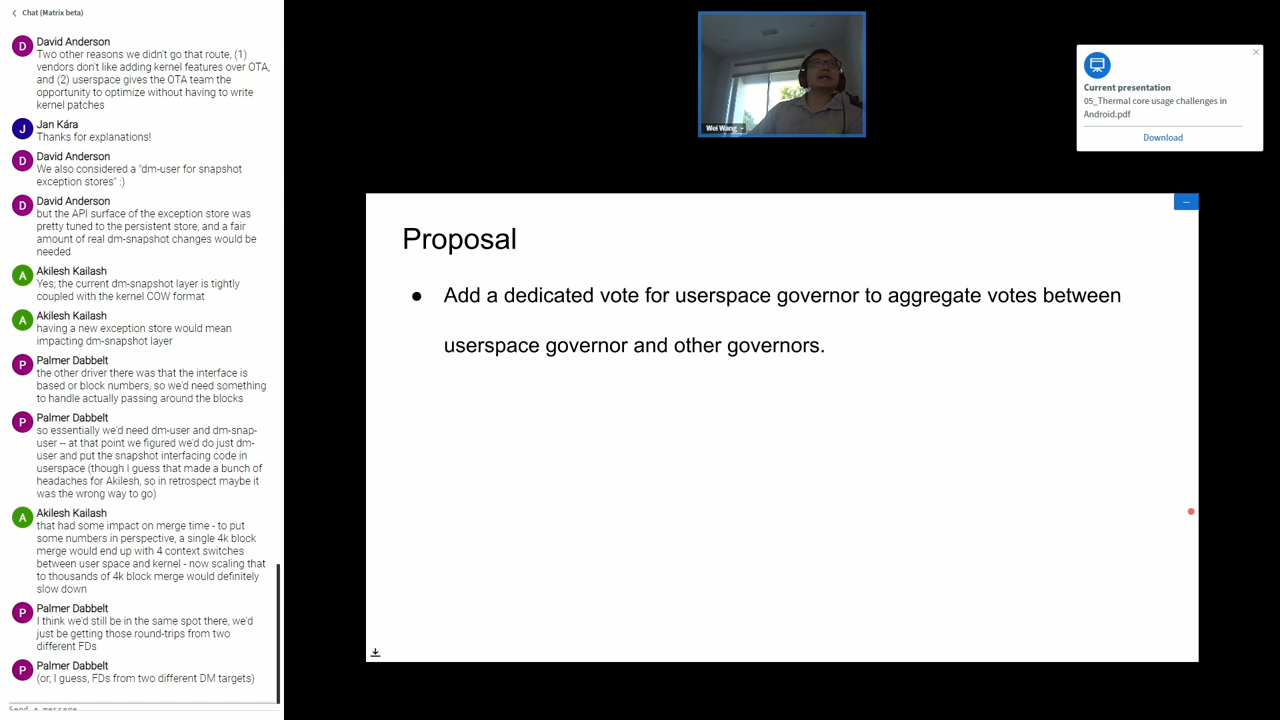 Chat (Matrix beta)
D
David Anderson
Two other reasons we didn't go that route, (1)
vendors don't like adding kernel features over OTA,
and (2) userspace gives the OTA team the
opportunity to optimize without having to write
kernel patches
J
Jan Kára
Thanks for explanations!
D
David Anderson
We also considered a "dm-user for snapshot
exception stores" :)
D
David Anderson
but the API surface of the exception store was
pretty tuned to the persistent store, and a fair
amount of real dm-snapshot changes would be
needed
A
Akilesh Kailash
Yes; the current dm-snapshot layer is tightly
coupled with the kernel COW format
A
Akilesh Kailash
having a new exception store would mean
impacting dm-snapshot layer
P
Palmer Dabbelt
the other driver there was that the interface is
based or block numbers, so we'd need something
to handle actually passing around the blocks
P
Palmer Dabbelt
so essentially we'd need dm-user and dm-snap-
user -- at that point we figured we'd do just dm-
user and put the snapshot interfacing code in
userspace (though I guess that made a bunch of
headaches for Akilesh, so in retrospect maybe it
was the wrong way to go)
A
Akilesh Kailash
that had some impact on merge time - to put
some numbers in perspective, a single 4k block
merge would end up with 4 context switches
between user space and kernel - now scaling that
to thousands of 4k block merge would definitely
slow down
P
Palmer Dabbelt
I think we'd still be in the same spot there, we'd
just be getting those round-trips from two
different FDs
P
Palmer Dabbelt
(or, I guess, FDs from two different DM targets)
Send a message
Wei Wang
Current presentation
05_Thermal core usage challenges in
Android.pdf
Download
Proposal
● Add a dedicated vote for userspace governor to aggregate votes between
userspace governor and other governors.